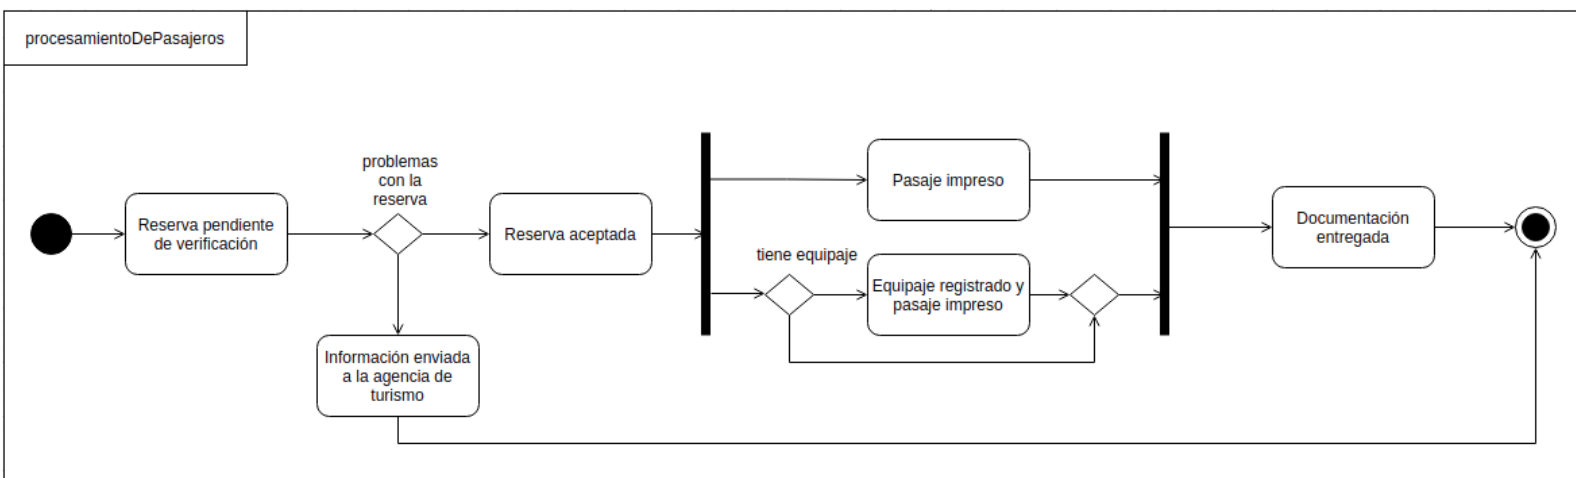 procesamientoDePasajeros
Reserva pendiente
de verificación
problemas
con la
reserva
Reserva aceptada
Información enviada
a la agencia de
turismo
Pasaje impreso
tiene equipaje
Equipaje registrado y
pasaje impreso
Documentación
entregada